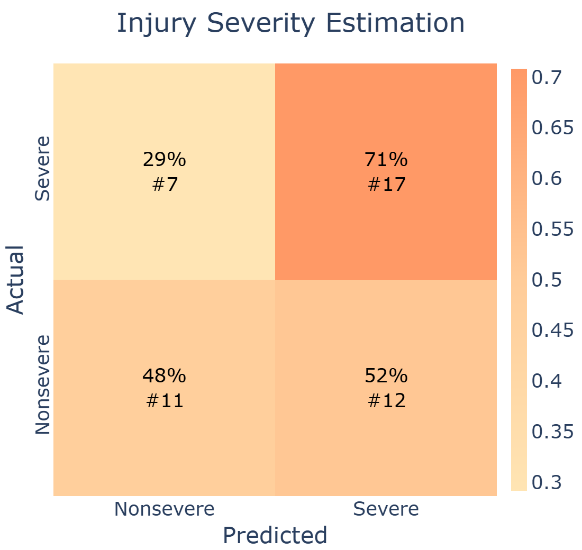 Injury Severity Estimation
Actual
Severe
Nonsevere
29%
#7
71%
#17
48%
#11
52%
#12
Nonsevere
Severe
Predicted
0.7
0.65
0.6
0.55
0.5
0.45
0.4
0.35
0.3